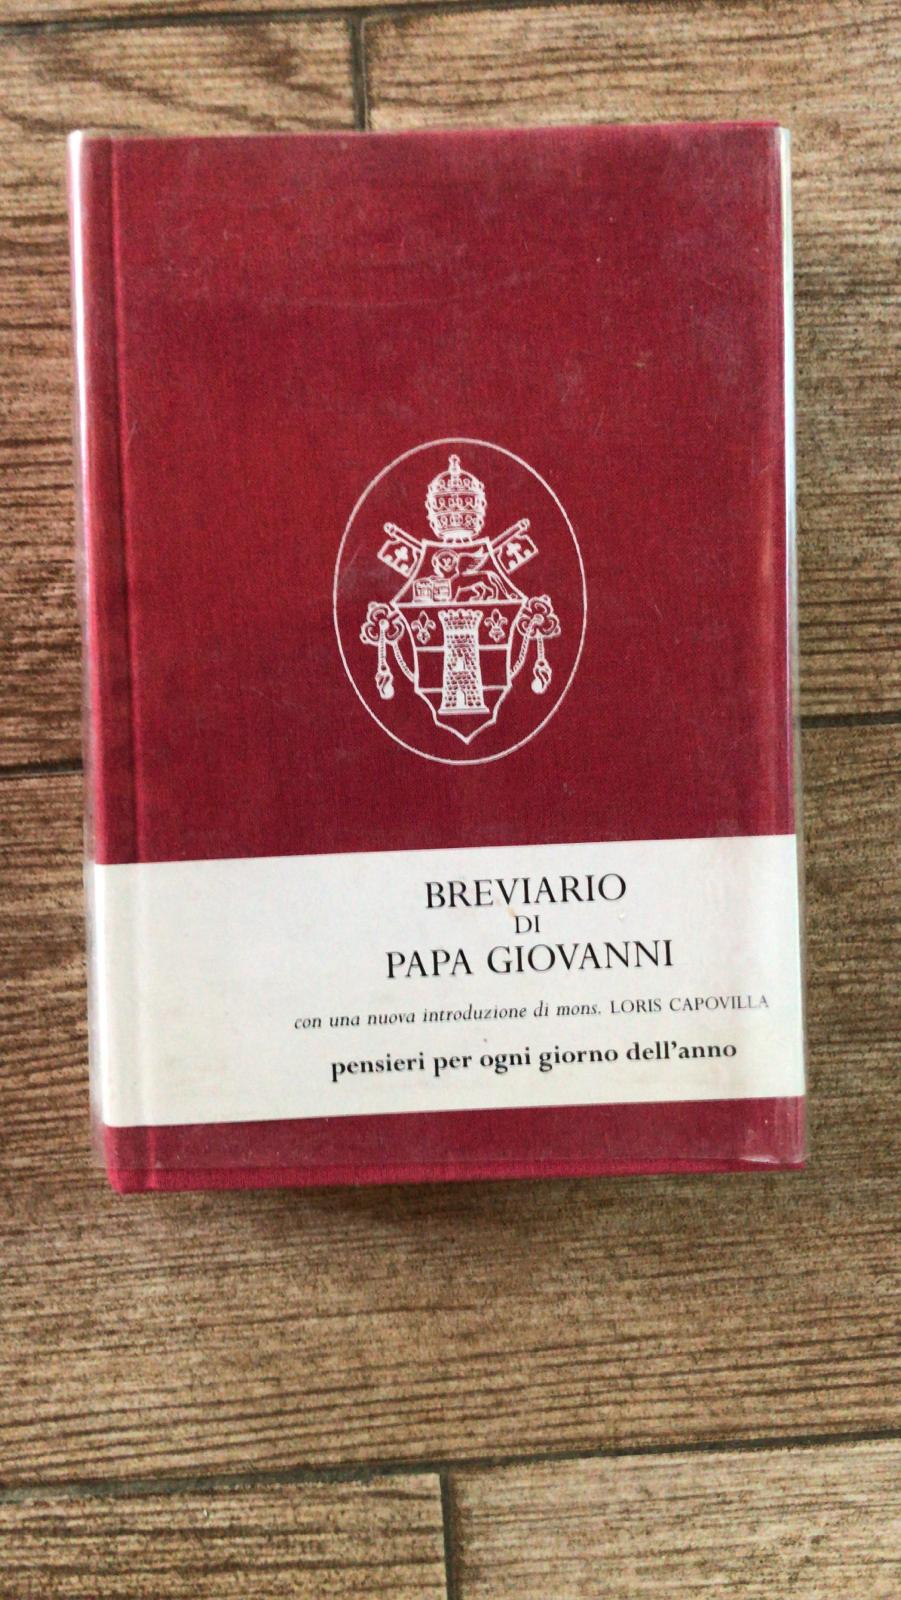 BREVIARIO
DI
PAPA GIOVANNI
con una nuova introduzione di mons. LORIS CAPOVILLA
pensieri per ogni giorno dell'anno